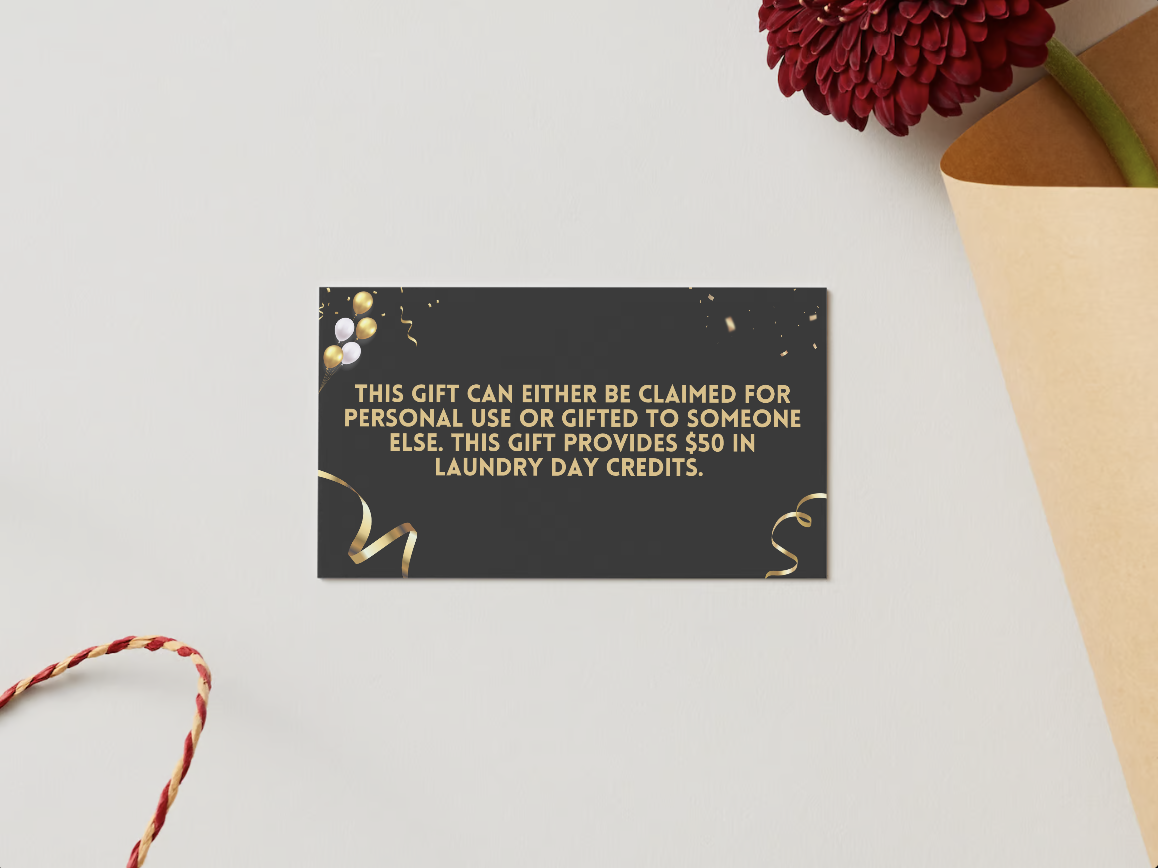 THIS GIFT CAN EITHER BE CLAIMED FOR
PERSONAL USE OR GIFTED TO SOMEONE
ELSE. THIS GIFT PROVIDES $50 IN
LAUNDRY DAY CREDITS.